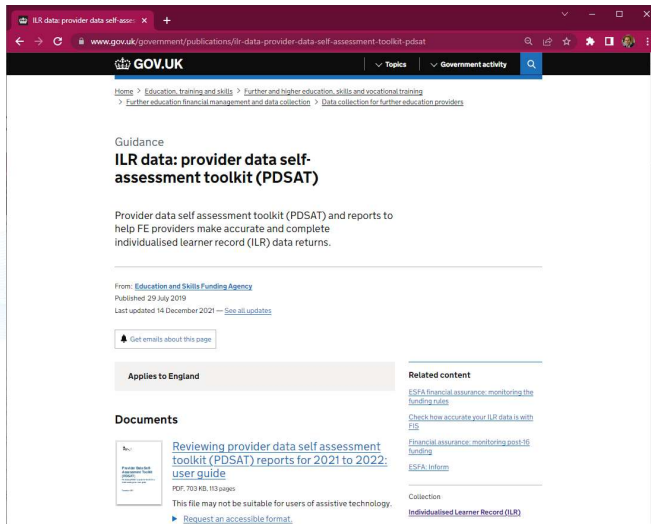 ILR data: provider data self-asses
www.gov.uk/government/publications/ilr-data-provider-data-self-assessment-toolkit-pdsat
GOV.UK
Topics
Government activity
Home > Education, training and skills > Further and higher education, skills and vocational training
> Further education financial management and data collection > Data collection for further education providers
Guidance
ILR data: provider data self-
assessment toolkit (PDSAT)
Provider data self assessment toolkit (PDSAT) and reports to
help FE providers make accurate and complete
individualised learner record (ILR) data returns.
From: Education and Skills Funding Agency
Published 29 July 2019
Last updated 14 December 2021 — See all updates
Get emails about this page
Applies to England
Related content
ESFA financial assurance: monitoring the
funding rules
Check how accurate your ILR data is with
FIS
Financial assurance: monitoring post-16
funding
ESFA: Inform
Collection
Individualised Learner Record (ILR)
Documents
Reviewing provider data self assessment
toolkit (PDSAT) reports for 2021 to 2022:
user guide
PDF, 703 KB, 113 pages
This file may not be suitable for users of assistive technology.
Request an accessible format.